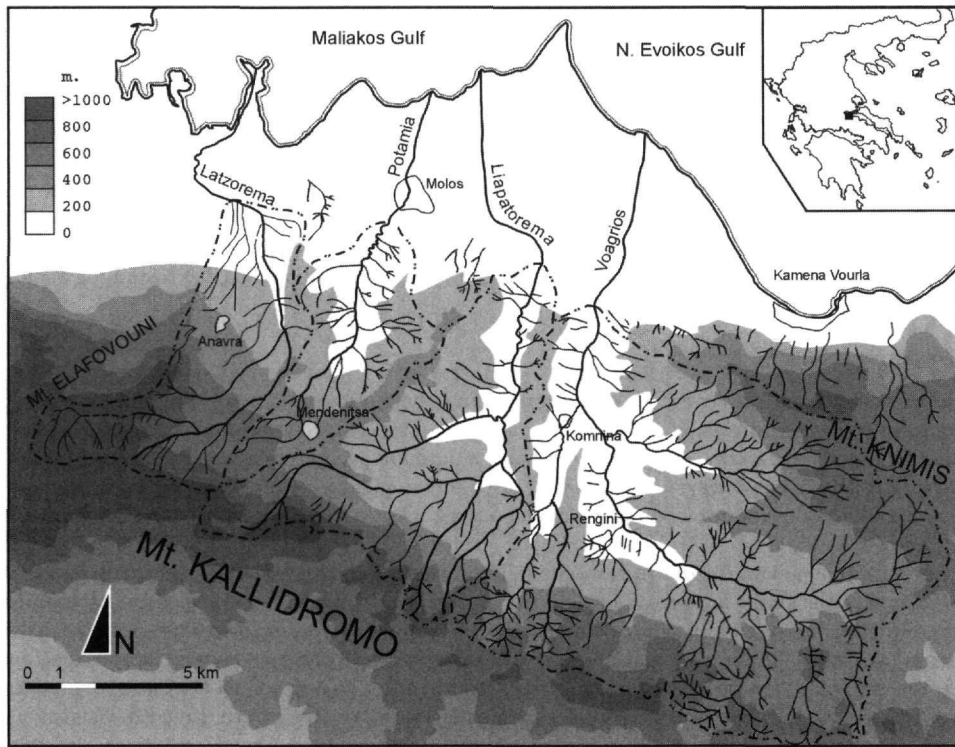 Maliakos Gulf
N. Evoikos Gulf
m.
>1000
800
600
400
200
0
Latzorema
Potamia
Molos
Liapatorema
Voagrios
Kamena Vourla
Anavra
Mt. ELAFOVOUNI
Mendenitsa
Komnina
Mt. KNIMIS
Rengini
Mt. KALLIDROMO
N
0 1 5 km